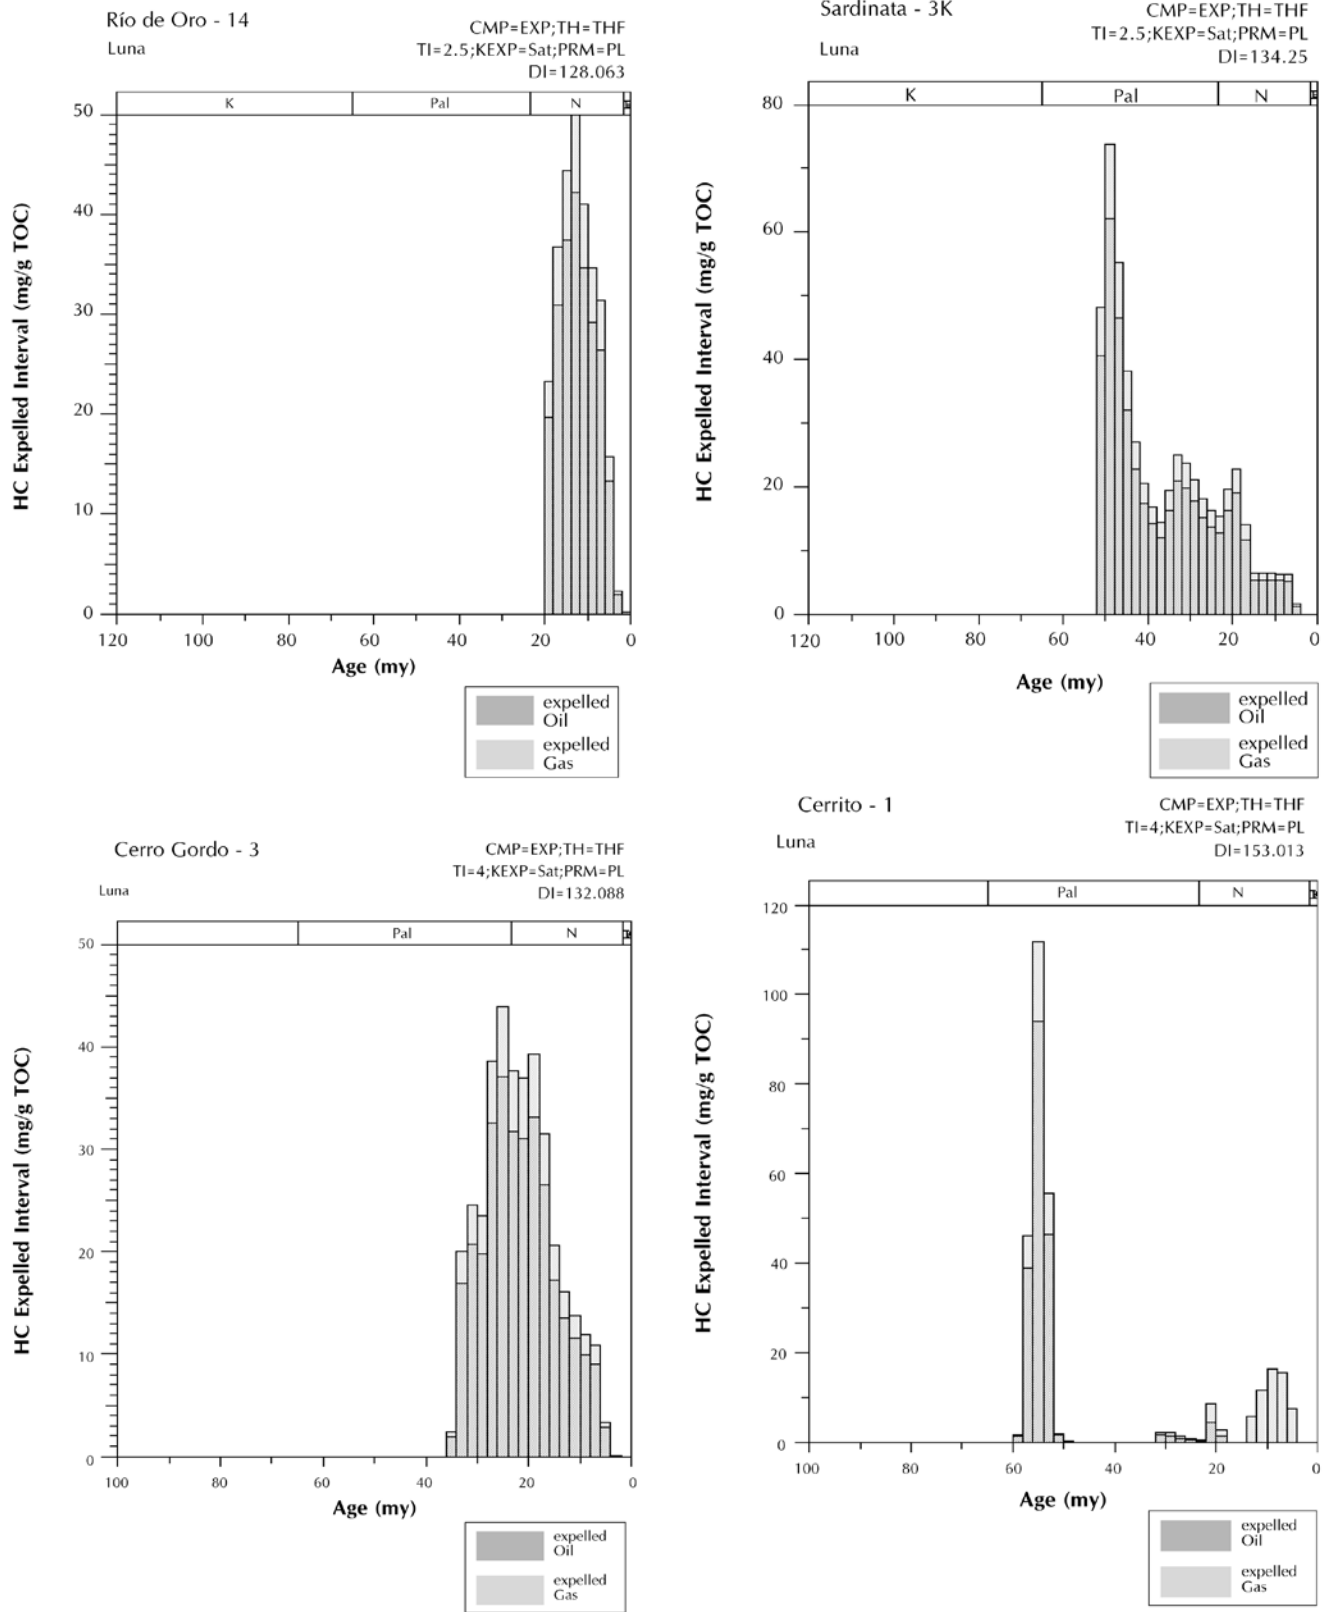 Río de Oro - 14
CMP=EXP;TH=THF
Luna
TI=2.5;KEXP=Sat;PRM=PL
DI=128.063
K
Pal
N
HC Expelled Interval (mg/g TOC)
50
40
30
20
10
0
120
100
80
60
40
20
0
Age (my)
expelled
Oil
expelled
Gas
Sardinata - 3K
CMP=EXP;TH=THF
Luna
TI=2.5;KEXP=Sat;PRM=PL
DI=134.25
K
Pal
N
HC Expelled Interval (mg/g TOC)
80
60
40
20
0
120
100
80
60
40
20
0
Age (my)
expelled
Oil
expelled
Gas
Cerro Gordo - 3
CMP=EXP;TH=THF
TI=4;KEXP=Sat;PRM=PL
Luna
DI=132.088
Pal
N
HC Expelled Interval (mg/g TOC)
50
40
30
20
10
0
100
80
60
40
20
0
Age (my)
expelled
Oil
expelled
Gas
Cerrito - 1
CMP=EXP;TH=THF
TI=4;KEXP=Sat;PRM=PL
Luna
DI=153.013
Pal
N
HC Expelled Interval (mg/g TOC)
120
100
80
60
40
20
0
100
80
60
40
20
0
Age (my)
expelled
Oil
expelled
Gas